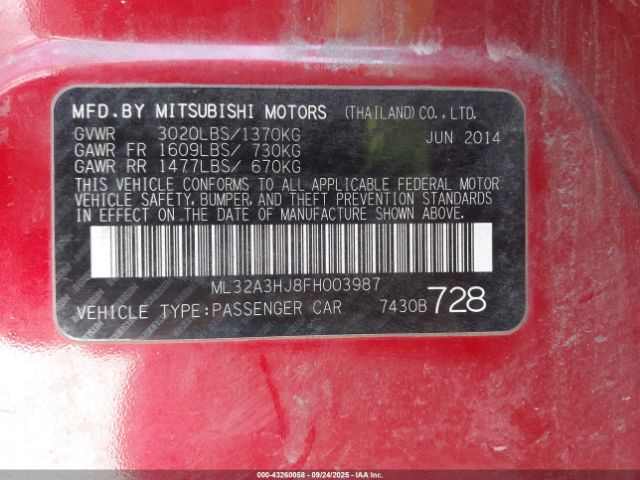 MFD.BY MITSUBISHI MOTORS (THAILAND)CO.,LTD.
GVWR 3020LBS/1370KG JUN 2014
GAWR FR 1609LBS/ 730KG
GAWR RR 1477LBS/ 670KG
THIS VEHICLE CONFORMS TO ALL APPLICABLE FEDERAL MOTOR
VEHICLE SAFETY, BUMPER, AND THEFT PREVENTION STANDARDS
IN EFFECT ON THE DATE OF MANUFACTURE SHOWN ABOVE.
ML32A3HJ8FH003987
VEHICLE TYPE:PASSENGER CAR 7430B 728
000-43260058 - 09/24/2025 - IAAI.COM